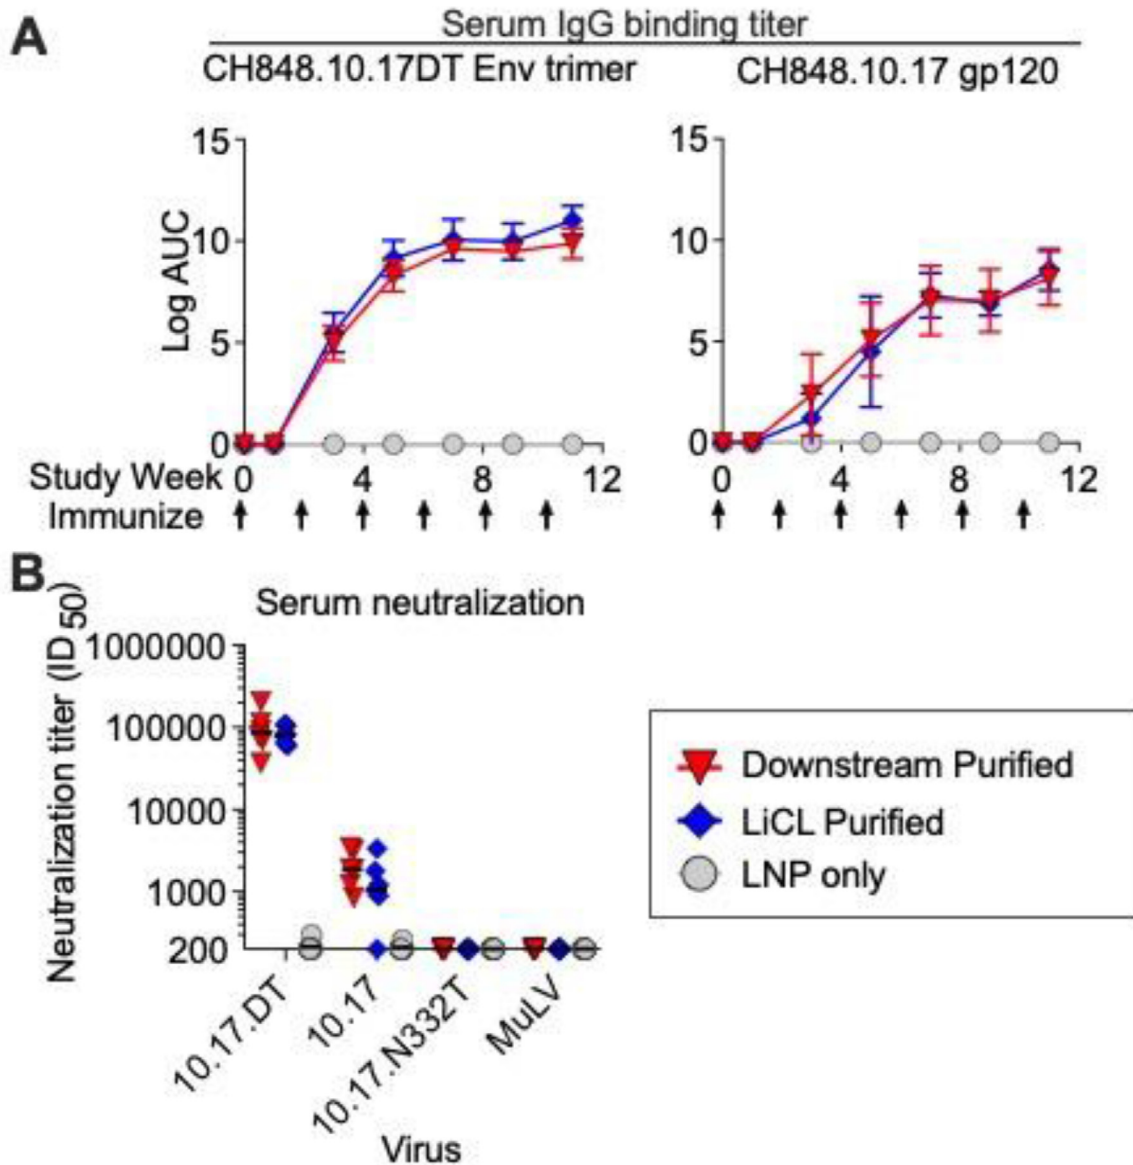 A
Serum IgG binding titer
CH848.10.17DT Env trimer
CH848.10.17 gp120
15
10
5
0
Log AUC
15
10
5
0
Study Week 0 4 8 12
0 4 8 12
Immunize
B
Serum neutralization
Neutralization titer (ID50)
1000000
100000
10000
1000
200
10.17.DT
10.17
10.17.N332T
MuLV
Virus
Downstream Purified
LiCL Purified
LNP only